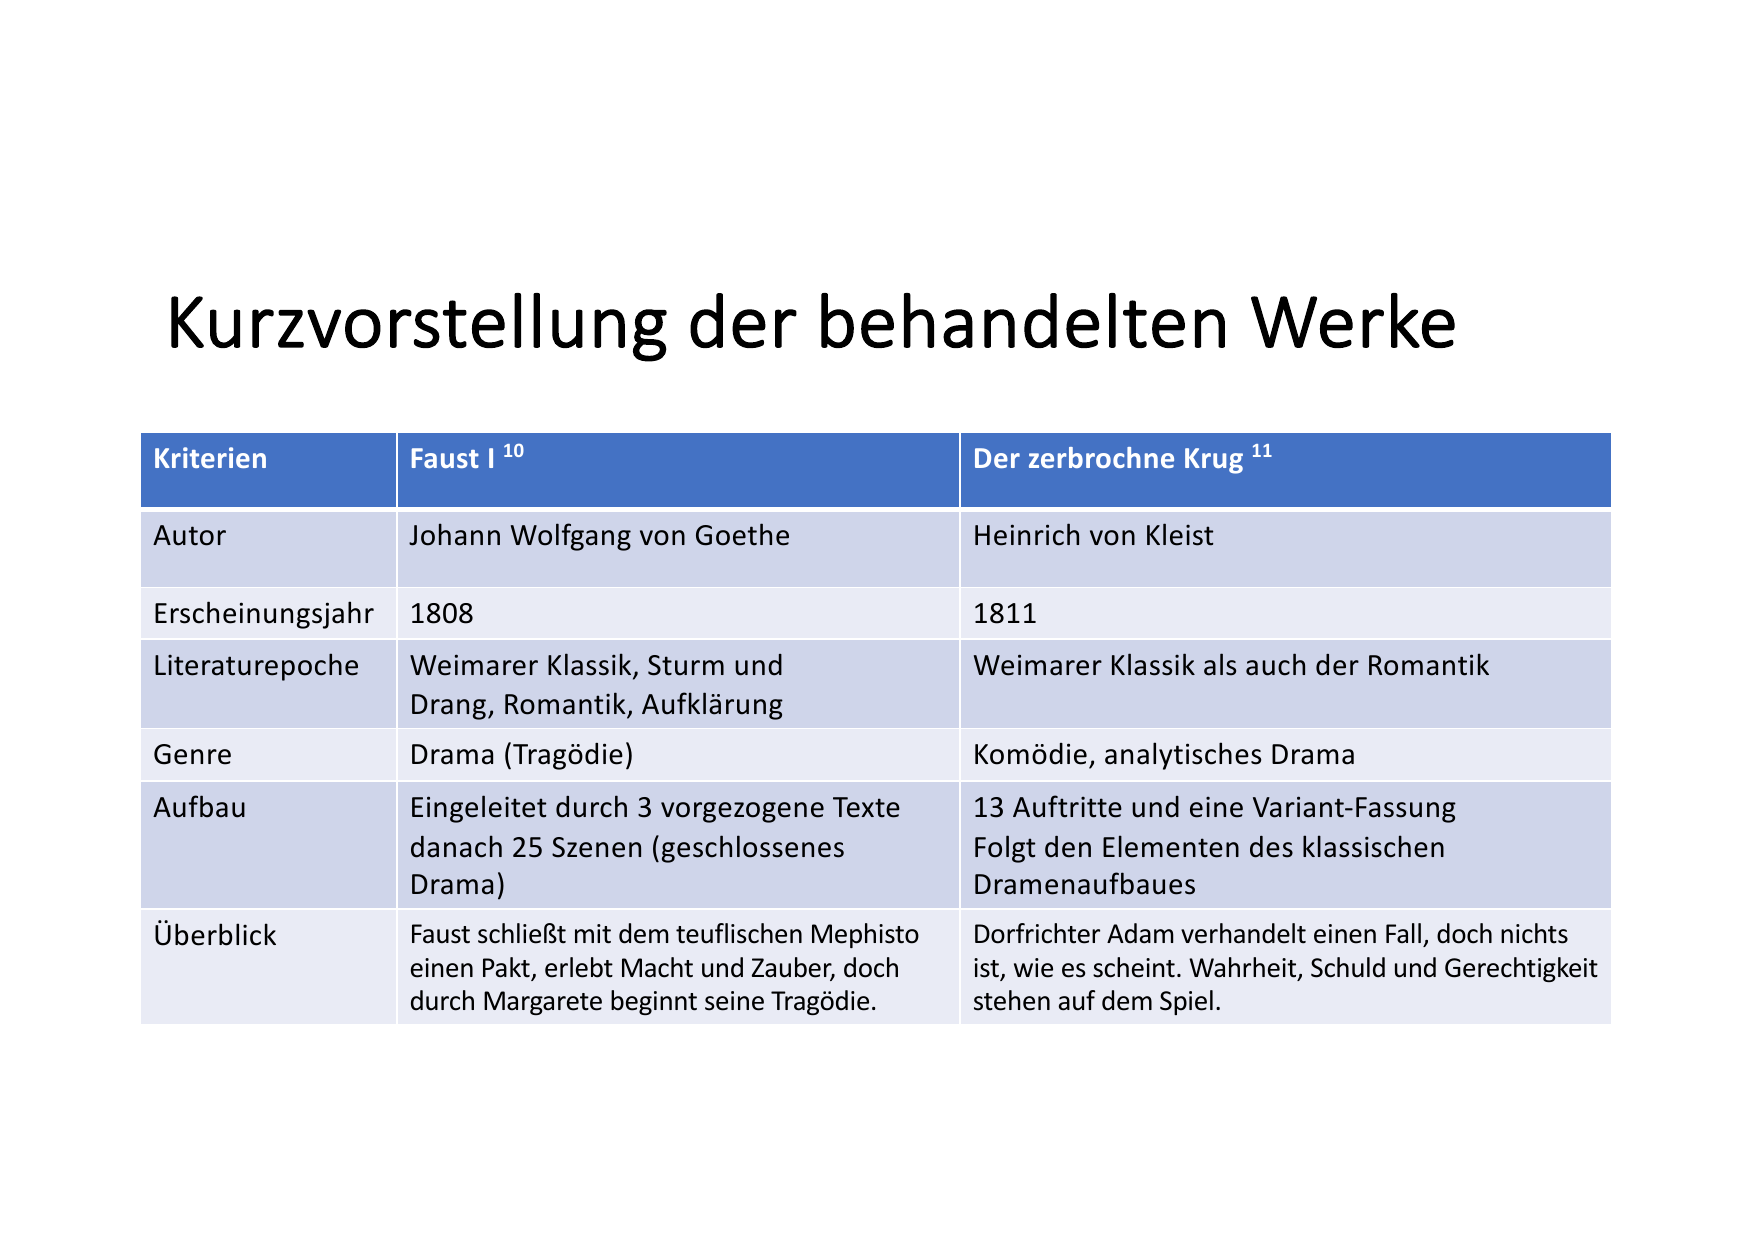 Kurzvorstellung der behandelten Werke
Kriterien
Faust I 10
Der zerbrochne Krug 11
Autor
Johann Wolfgang von Goethe
Heinrich von Kleist
Erscheinungsjahr
1808
1811
Literaturepoche
Weimarer Klassik, Sturm und
Drang, Romantik, Aufklärung
Weimarer Klassik als auch der Romantik
Genre
Drama (Tragödie)
Komödie, analytisches Drama
Aufbau
Eingeleitet durch 3 vorgezogene Texte
danach 25 Szenen (geschlossenes
Drama)
13 Auftritte und eine Variant-Fassung
Folgt den Elementen des klassischen
Dramenaufbaues
Überblick
Faust schließt mit dem teuflischen Mephisto
einen Pakt, erlebt Macht und Zauber, doch
durch Margarete beginnt seine Tragödie.
Dorfrichter Adam verhandelt einen Fall, doch nichts
ist, wie es scheint. Wahrheit, Schuld und Gerechtigkeit
stehen auf dem Spiel.